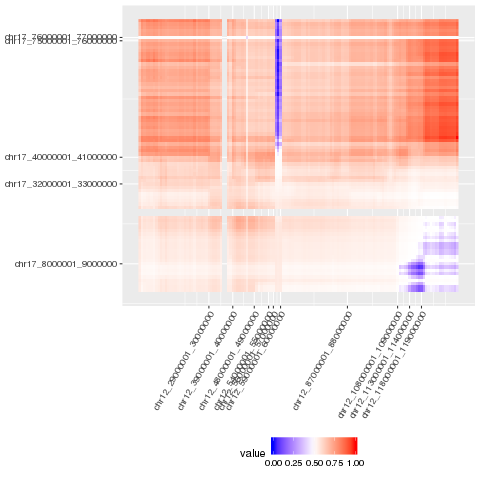 chr17_76000001_77000000
chr17_75000001_76000000
chr17_40000001_41000000
chr17_32000001_33000000
chr17_8000001_9000000
chr12_29000001_30000000
chr12_39000001_40000000
chr12_48000001_49000000
chr12_59000001_60000000
chr12_87000001_88000000
chr12_108000001_109000000
chr12_113000001_114000000
chr12_118000001_119000000
value
0.00 0.25 0.50 0.75 1.00